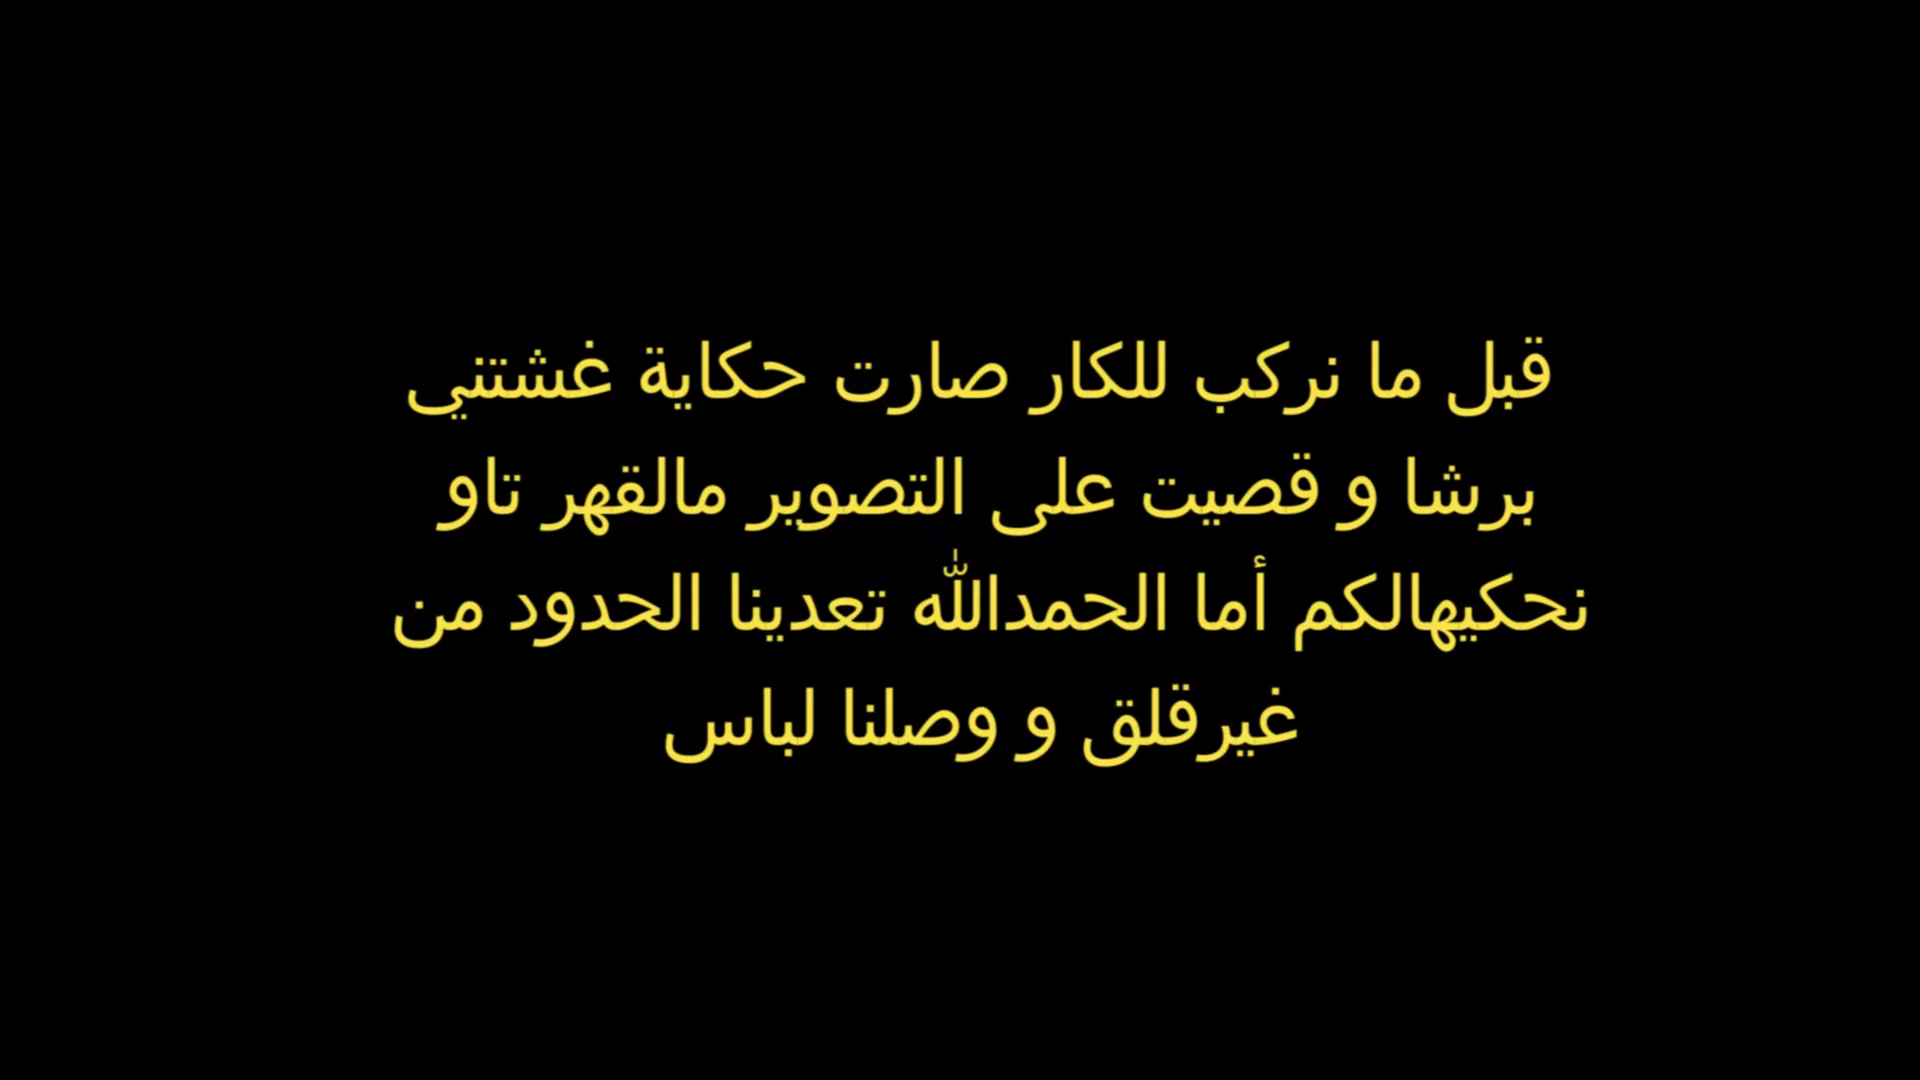 قبل ما نركب للكار صارت حكاية غشتني
برشا و قصيت على التصوير مالقهر تاو
نحكيهالكم أما الحمدالله تعدينا الحدود من
غيرقلق و وصلنا لباس